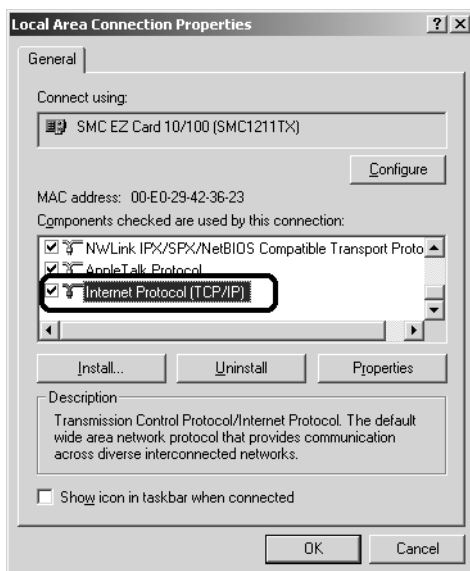 Local Area Connection Properties
General
Connect using:
SMC EZ Card 10/100 (SMC1211TX)
Configure
MAC address: 00-E0-29-42-36-23
Components checked are used by this connection:
NWLink IPX/SPX/NetBIOS Compatible Transport Proto
AppleTalk Protocol
Internet Protocol (TCP/IP)
Install... Uninstall Properties
Description
Transmission Control Protocol/Internet Protocol. The default
wide area network protocol that provides communication
across diverse interconnected networks.
Show icon in taskbar when connected
OK Cancel